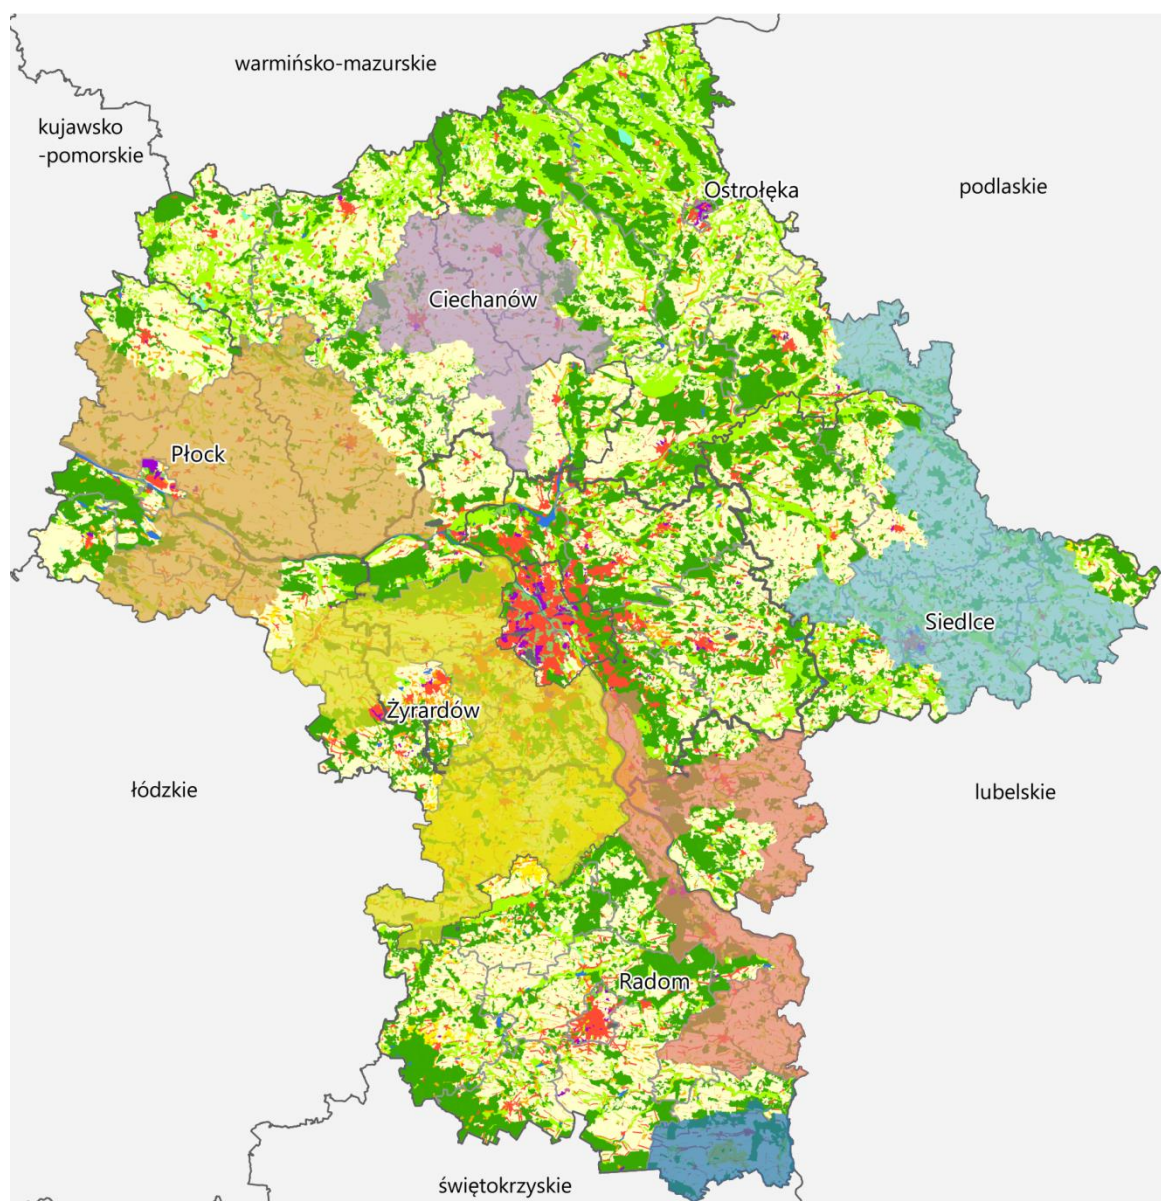 warmińsko-mazurskie
kujawsko
-pomorskie
podlaskie
Ostrołęka
Ciechanów
Płock
Siedlce
Żyrardów
łódzkie
lubelskie
Radom
świętokrzyskie